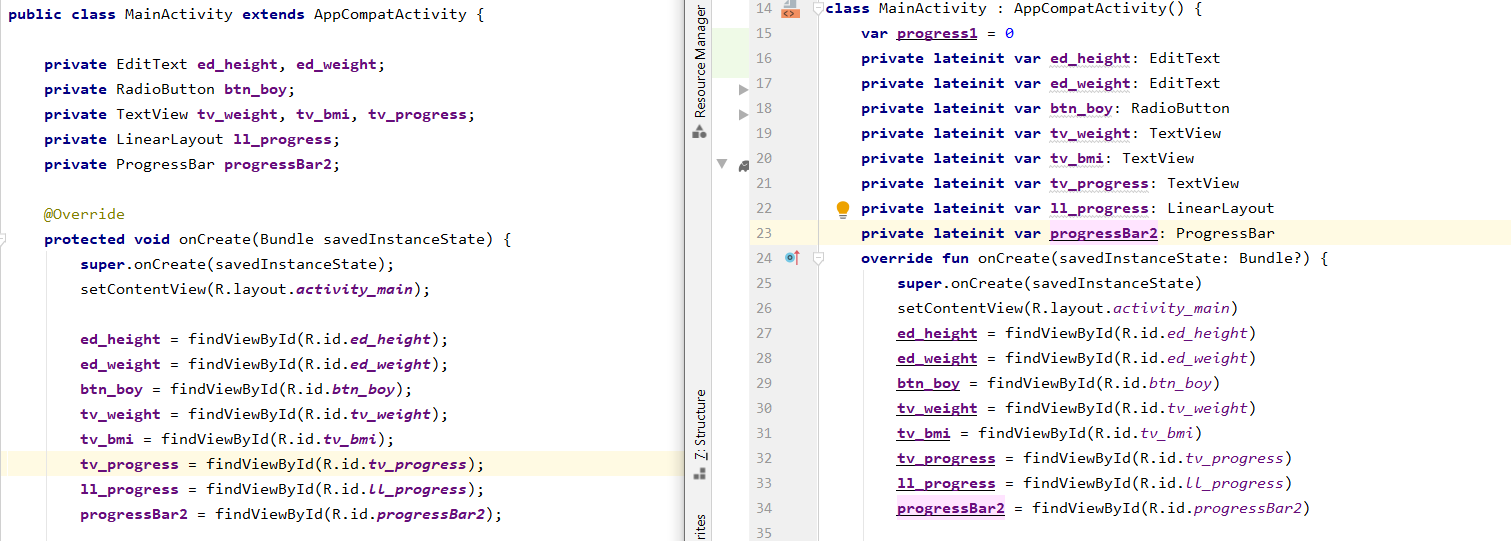 public class MainActivity extends AppCompatActivity {
private EditText ed_height, ed_weight;
private RadioButton btn_boy;
private TextView tv_weight, tv_bmi, tv_progress;
private LinearLayout ll_progress;
private ProgressBar progressBar2;
@Override
protected void onCreate(Bundle savedInstanceState) {
super.onCreate(savedInstanceState);
setContentView(R.layout.activity_main);
ed_height = findViewById(R.id.ed_height);
ed_weight = findViewById(R.id.ed_weight);
btn_boy = findViewById(R.id.btn_boy);
tv_weight = findViewById(R.id.tv_weight);
tv_bmi = findViewById(R.id.tv_bmi);
tv_progress = findViewById(R.id.tv_progress);
ll_progress = findViewById(R.id.ll_progress);
progressBar2 = findViewById(R.id.progressBar2);
Resource Manager
Z: Structure
rites
14 class MainActivity : AppCompatActivity() {
15 var progress1 = 0
16 private lateinit var ed_height: EditText
17 private lateinit var ed_weight: EditText
18 private lateinit var btn_boy: RadioButton
19 private lateinit var tv_weight: TextView
20 private lateinit var tv_bmi: TextView
21 private lateinit var tv_progress: TextView
22 private lateinit var ll_progress: LinearLayout
23 private lateinit var progressBar2: ProgressBar
24 override fun onCreate(savedInstanceState: Bundle?) {
25 super.onCreate(savedInstanceState)
26 setContentView(R.layout.activity_main)
27 ed_height = findViewById(R.id.ed_height)
28 ed_weight = findViewById(R.id.ed_weight)
29 btn_boy = findViewById(R.id.btn_boy)
30 tv_weight = findViewById(R.id.tv_weight)
31 tv_bmi = findViewById(R.id.tv_bmi)
32 tv_progress = findViewById(R.id.tv_progress)
33 ll_progress = findViewById(R.id.ll_progress)
34 progressBar2 = findViewById(R.id.progressBar2)
35